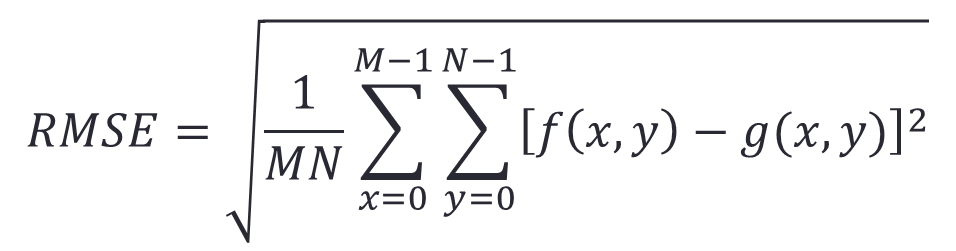 RMSE = √(1/MN ∑_{x=0}^{M−1} ∑_{y=0}^{N−1} [f(x,y) − g(x,y)]²)